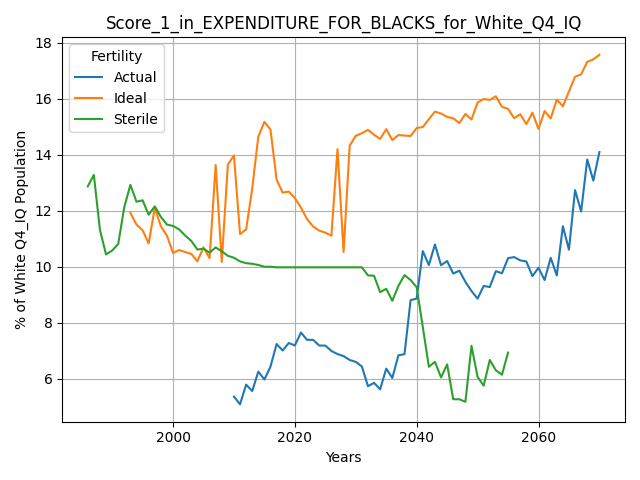 Score_1_in_EXPENDITURE_FOR_BLACKS_for_White_Q4_IQ
18
16
14
12
10
8
6
% of White Q4_IQ Population
Fertility
Actual
Ideal
Sterile
2000
2020
2040
2060
Years